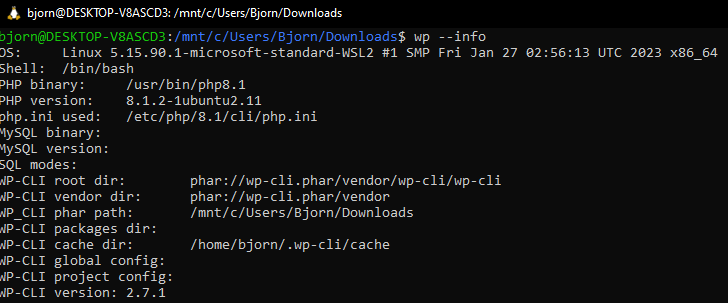 bjorn@DESKTOP-V8ASCD3: /mnt/c/Users/Bjorn/Downloads
bjorn@DESKTOP-V8ASCD3:/mnt/c/Users/Bjorn/Downloads$ wp --info
OS:     Linux 5.15.90.1-microsoft-standard-WSL2 #1 SMP Fri Jan 27 02:56:13 UTC 2023 x86_64
Shell:  /bin/bash
PHP binary:     /usr/bin/php8.1
PHP version:    8.1.2-1ubuntu2.11
php.ini used:   /etc/php/8.1/cli/php.ini
MySQL binary:
MySQL version:
SQL modes:
WP-CLI root dir:        phar://wp-cli.phar/vendor/wp-cli/wp-cli
WP-CLI vendor dir:      phar://wp-cli.phar/vendor
WP_CLI phar path:       /mnt/c/Users/Bjorn/Downloads
WP-CLI packages dir:
WP-CLI cache dir:       /home/bjorn/.wp-cli/cache
WP-CLI global config:
WP-CLI project config:
WP-CLI version: 2.7.1